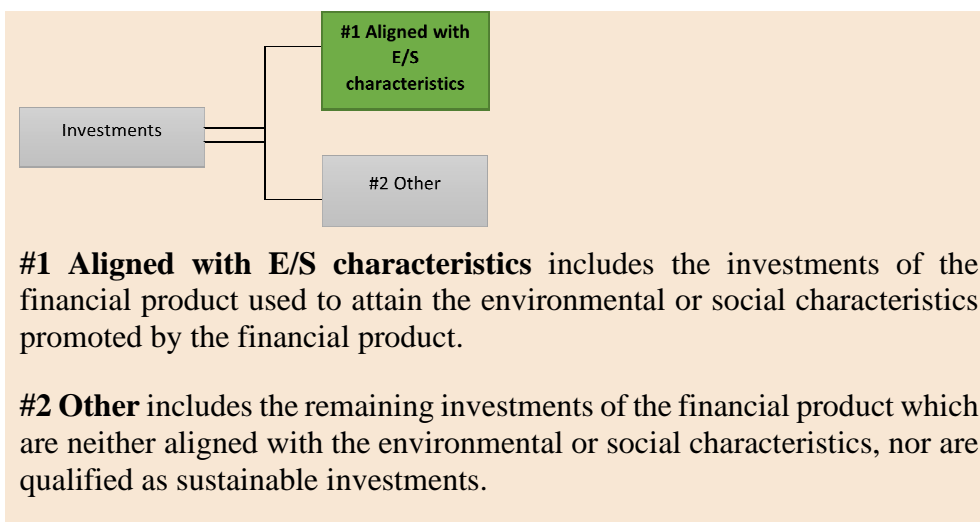 #1 Aligned with
E/S
characteristics
Investments
#2 Other
#1 Aligned with E/S characteristics includes the investments of the
financial product used to attain the environmental or social characteristics
promoted by the financial product.
#2 Other includes the remaining investments of the financial product which
are neither aligned with the environmental or social characteristics, nor are
qualified as sustainable investments.